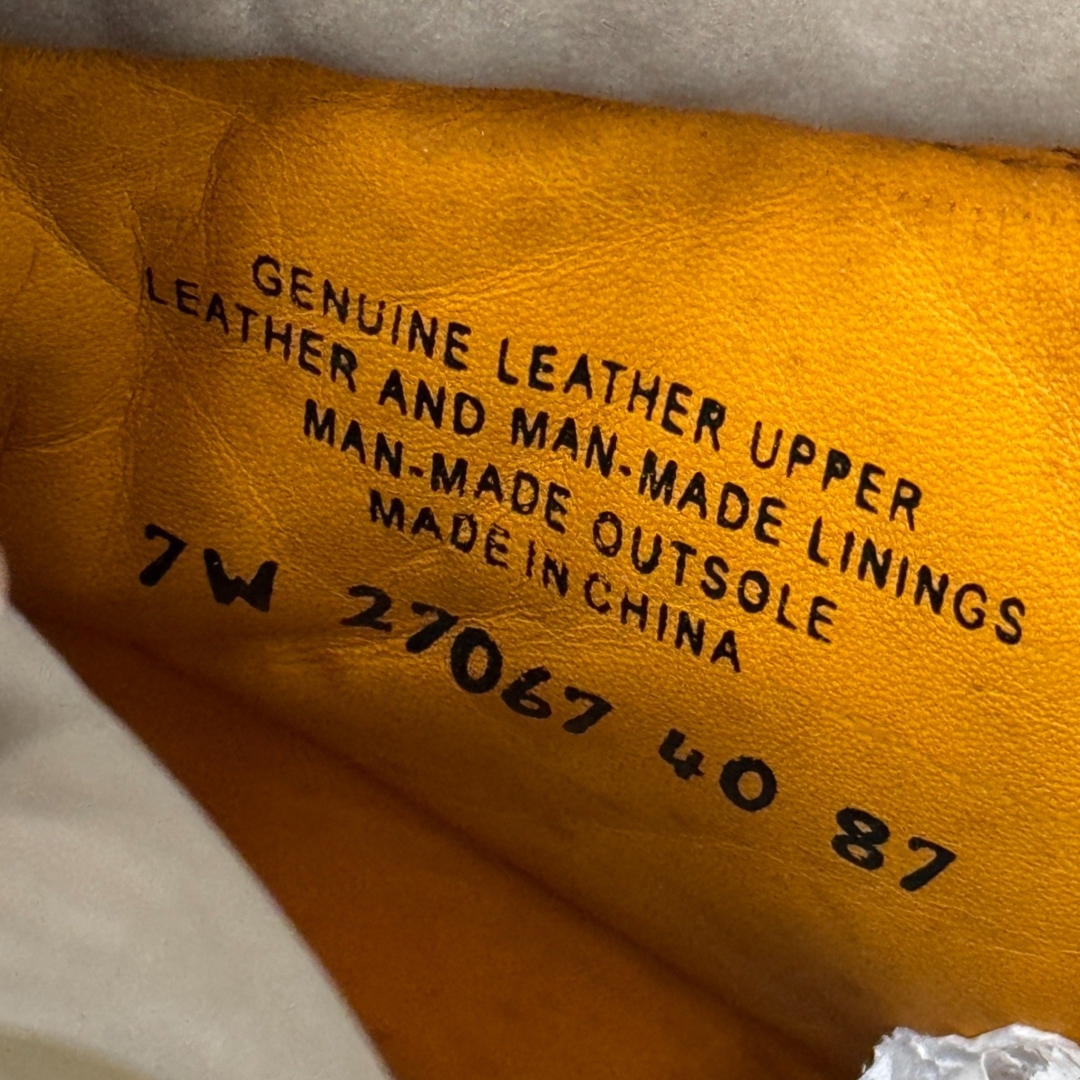 GENUINE LEATHER UPPER
LEATHER AND MAN-MADE LININGS
MAN-MADE OUTSOLE
MADE IN CHINA
7W 27067 40 87